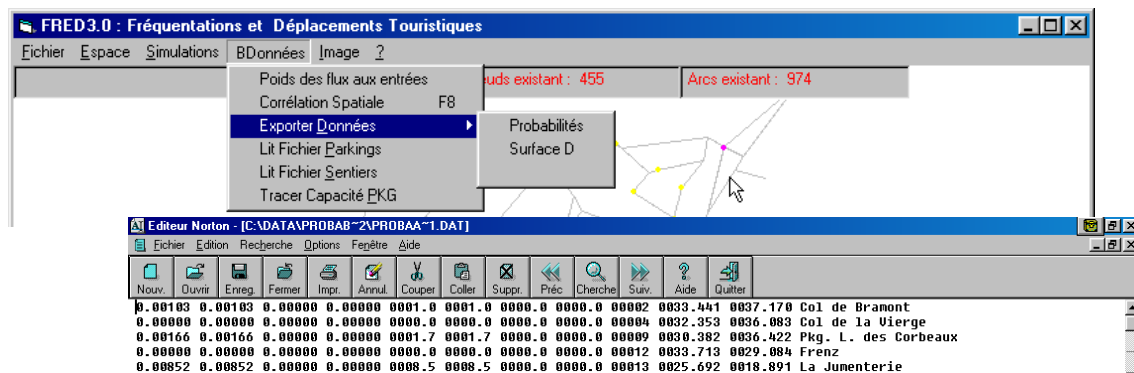 FRED3.0 : Fréquentations et Déplacements Touristiques
Fichier Espace Simulations BDonnées Image ?
Poids des flux aux entrées
euds existant : 455 Arcs existant : 974
Corrélation Spatiale F8
Exporter Données Probabilités
Lit Fichier Parkings Surface D
Lit Fichier Sentiers
Tracer Capacité PKG
Editeur Norton - [C:\DATA\PROBAB~2\PROBAA~1.DAT]
Fichier Edition Recherche Options Fenêtre Aide
Nouv. Ouvrir Enreg. Fermer Impr. Annul. Couper Coller Suppr. Préc Cherche Suiv. Aide Quitter
0.00103 0.00103 0.00000 0.00000 0001.0 0001.0 0000.0 0000.0 00002 0033.441 0037.170 Col de Bramont
0.00000 0.00000 0.00000 0.00000 0000.0 0000.0 0000.0 0000.0 00004 0032.353 0036.083 Col de la Vierge
0.00166 0.00166 0.00000 0.00000 0001.7 0001.7 0000.0 0000.0 00009 0030.382 0036.422 Pkg. L. des Corbeaux
0.00000 0.00000 0.00000 0.00000 0000.0 0000.0 0000.0 0000.0 00012 0033.713 0029.084 Frenz
0.00852 0.00852 0.00000 0.00000 0008.5 0008.5 0000.0 0000.0 00013 0025.692 0018.891 La Jumenterie